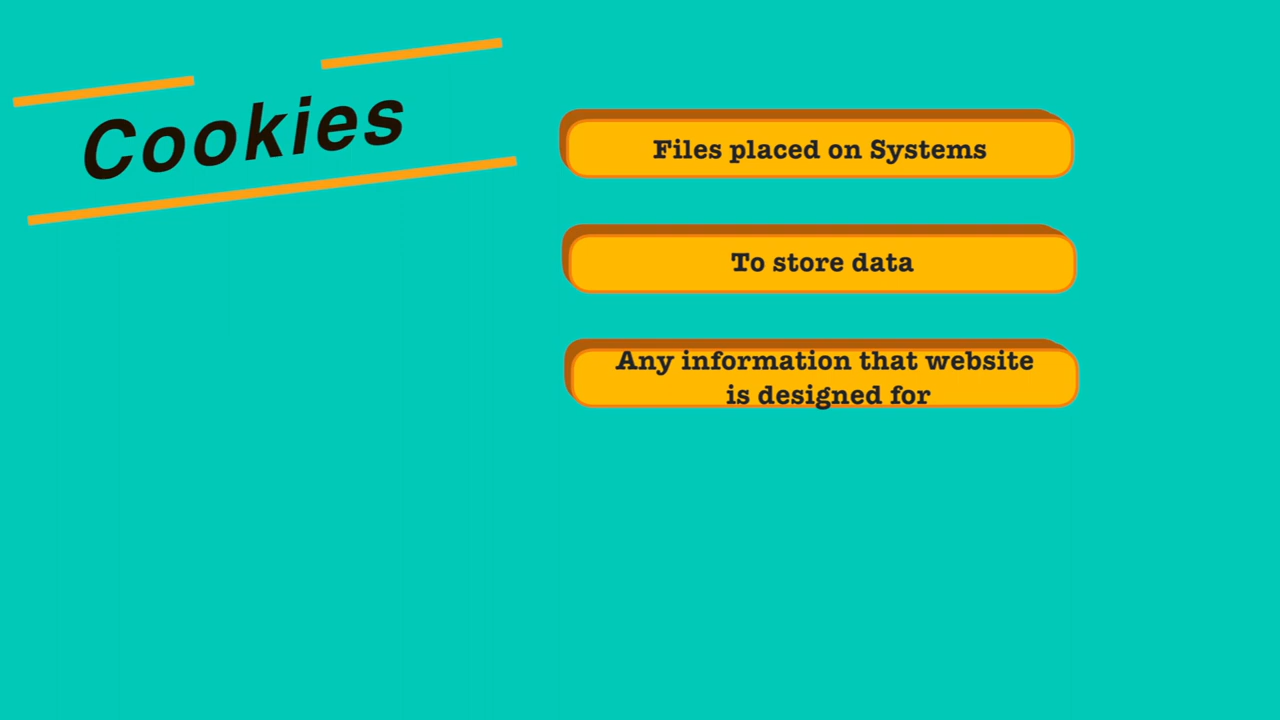 Cookies
Files placed on Systems
To store data
Any information that website
is designed for